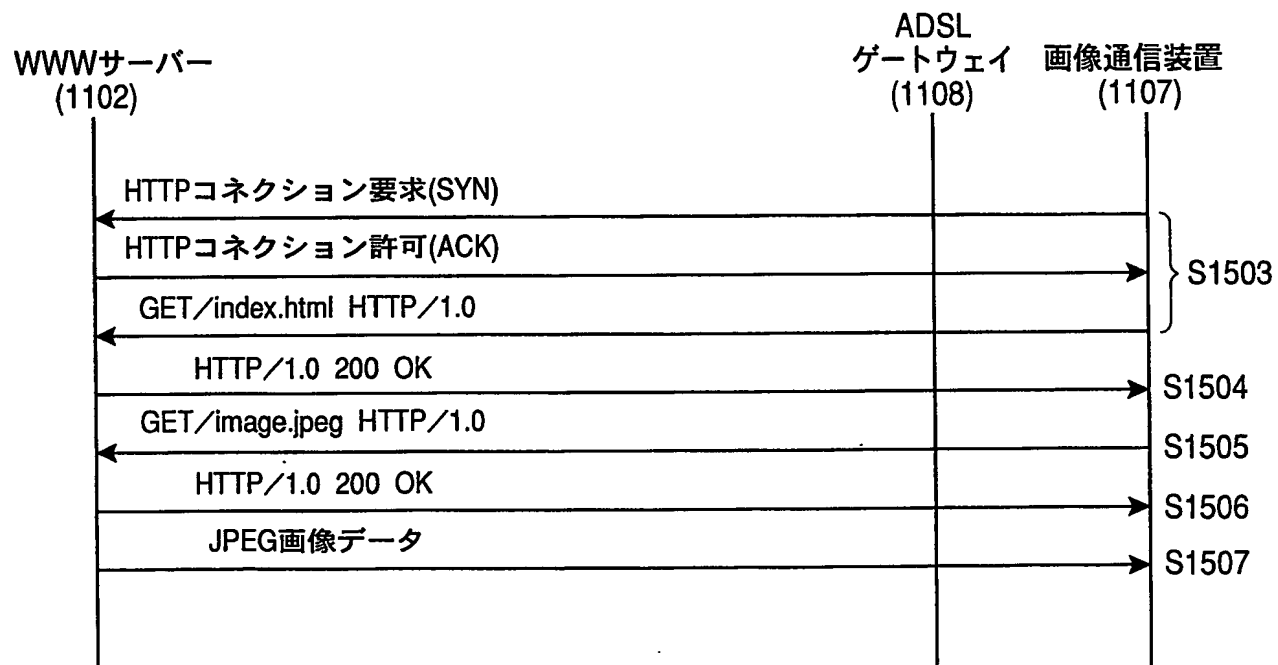 WWWサーバー
(1102)
ADSL
ゲートウェイ
(1108)
画像通信装置
(1107)
HTTPコネクション要求(SYN)
HTTPコネクション許可(ACK)
S1503
GET/index.html HTTP/1.0
HTTP/1.0 200 OK
S1504
GET/image.jpeg HTTP/1.0
S1505
HTTP/1.0 200 OK
S1506
JPEG画像データ
S1507